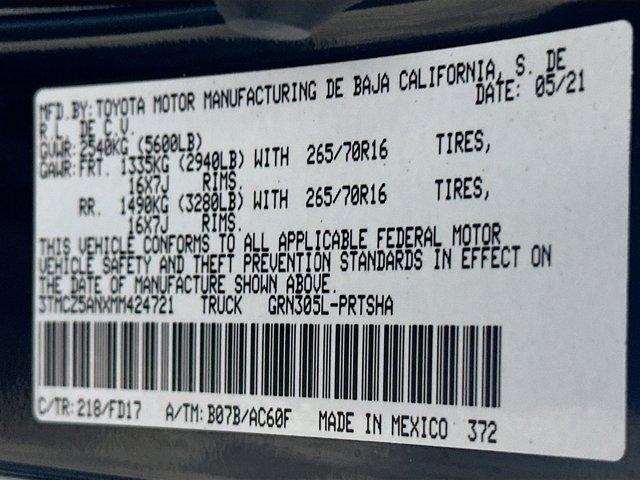 MFD.BY:TOYOTA MOTOR MANUFACTURING DE BAJA CALIFORNIA, S. DE
R.L. DE C.V. DATE: 05/21
GVWR: 2540KG (5600LB)
GAWR: FRT. 1335KG (2940LB) WITH 265/70R16 TIRES,
16X7J RIMS.
RR. 1490KG (3280LB) WITH 265/70R16 TIRES,
16X7J RIMS.
THIS VEHICLE CONFORMS TO ALL APPLICABLE FEDERAL MOTOR
VEHICLE SAFETY AND THEFT PREVENTION STANDARDS IN EFFECT ON
THE DATE OF MANUFACTURE SHOWN ABOVE.
3TMCZ5ANXMM424721 TRUCK GRN305L-PRTSHA
C/TR: 218/FD17 A/TM: B07B/AC60F MADE IN MEXICO 372